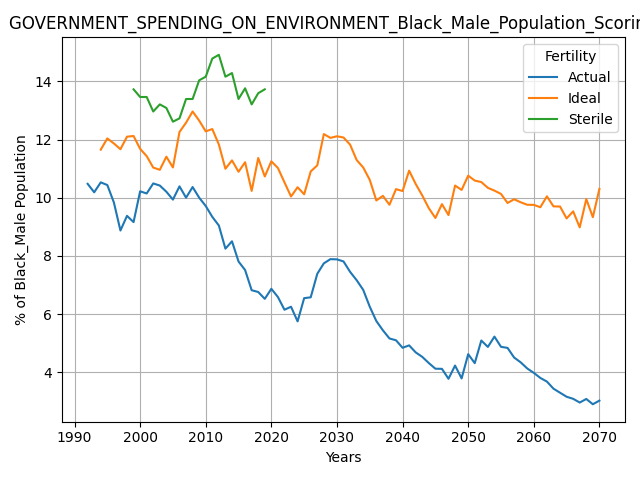 GOVERNMENT_SPENDING_ON_ENVIRONMENT_Black_Male_Population_Scorin
Fertility
Actual
Ideal
Sterile
% of Black_Male Population
14
12
10
8
6
4
1990 2000 2010 2020 2030 2040 2050 2060 2070
Years